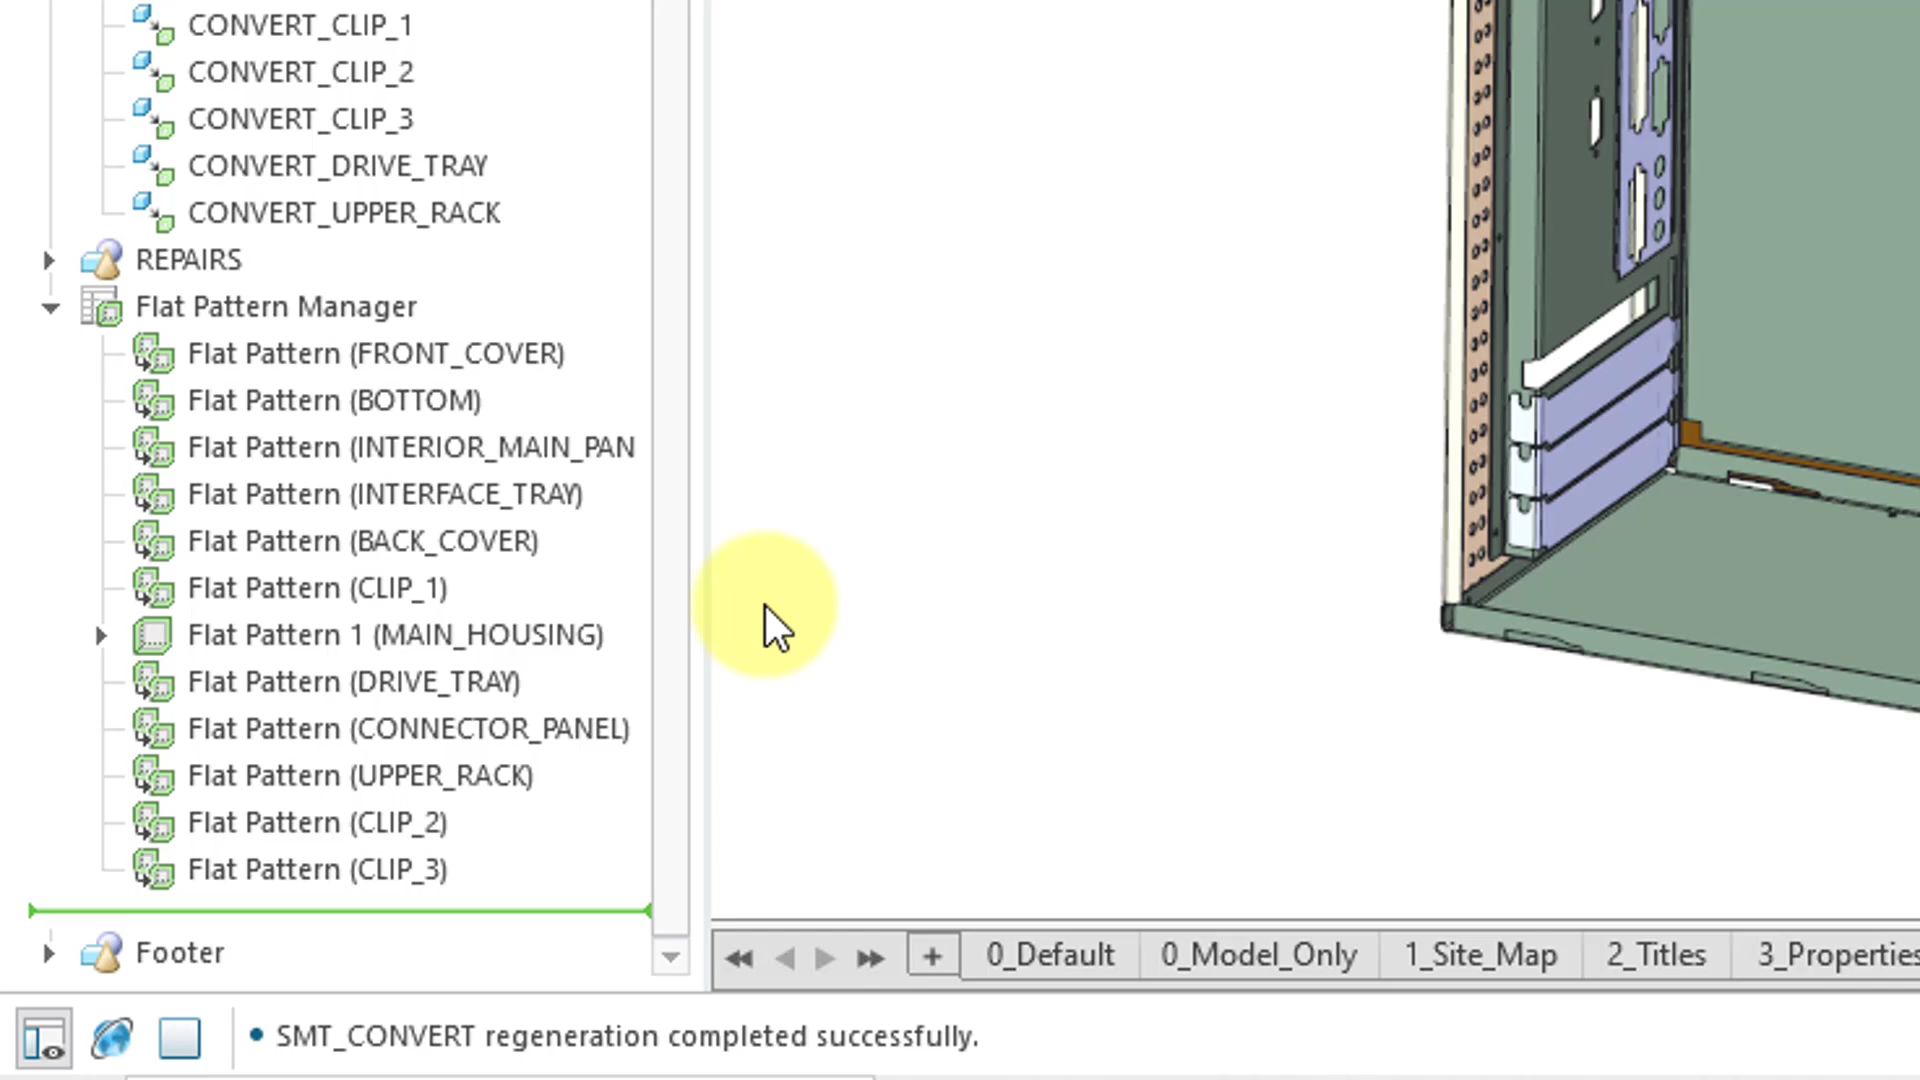 CONVERT_CLIP_1
CONVERT_CLIP_2
CONVERT_CLIP_3
CONVERT_DRIVE_TRAY
CONVERT_UPPER_RACK
REPAIRS
Flat Pattern Manager
Flat Pattern (FRONT_COVER)
Flat Pattern (BOTTOM)
Flat Pattern (INTERIOR_MAIN_PAN
Flat Pattern (INTERFACE_TRAY)
Flat Pattern (BACK_COVER)
Flat Pattern (CLIP_1)
Flat Pattern 1 (MAIN_HOUSING)
Flat Pattern (DRIVE_TRAY)
Flat Pattern (CONNECTOR_PANEL)
Flat Pattern (UPPER_RACK)
Flat Pattern (CLIP_2)
Flat Pattern (CLIP_3)
Footer
0_Default 0_Model_Only 1_Site_Map 2_Titles 3_Properties
• SMT_CONVERT regeneration completed successfully.